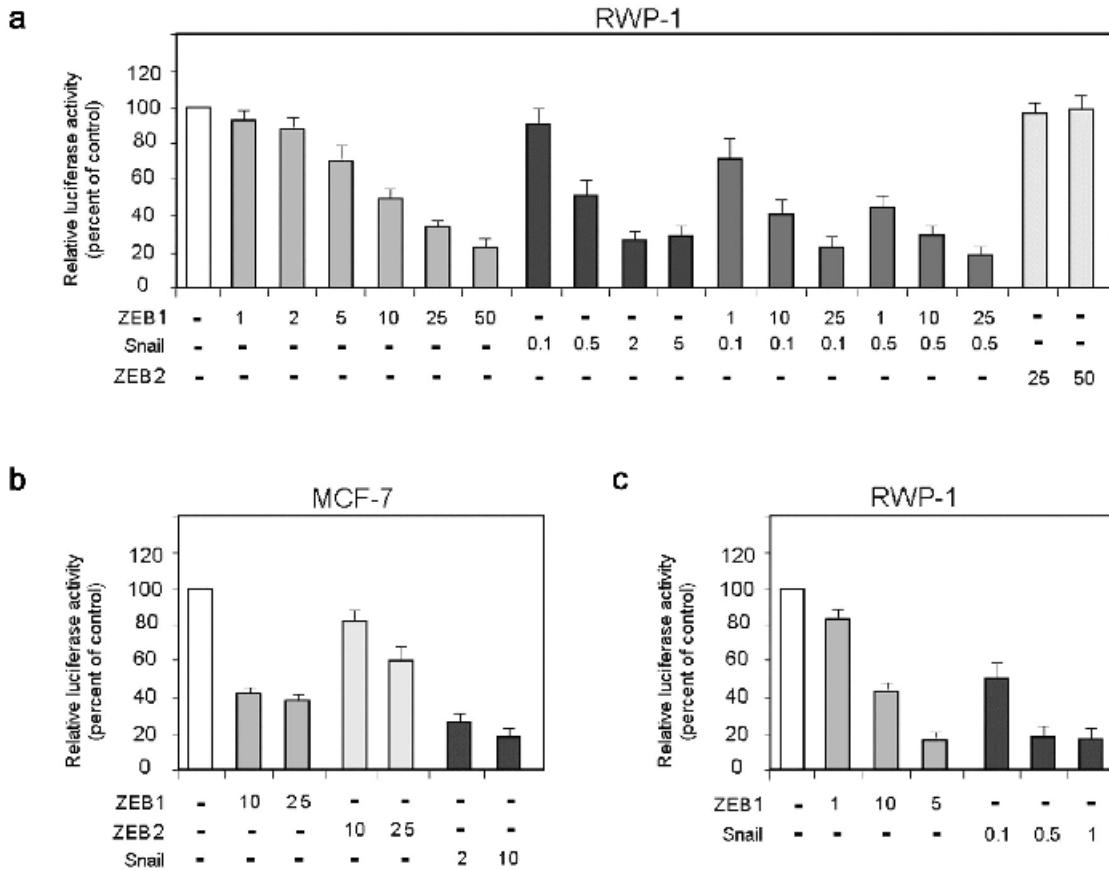 a
RWP-1
Relative luciferase activity
(percent of control)
120
100
80
60
40
20
0
ZEB1 - 1 2 5 10 25 50 - - - - 1 10 25 1 10 25 - -
Snail - - - - - - - 0.1 0.5 2 5 0.1 0.1 0.1 0.5 0.5 0.5 - -
ZEB2 - - - - - - - - - - - - - - - - - 25 50
b
MCF-7
Relative luciferase activity
(percent of control)
120
100
80
60
40
20
0
ZEB1 - 10 25 - - - -
ZEB2 - - - 10 25 - -
Snail - - - - - 2 10
c
RWP-1
Relative luciferase activity
(percent of control)
120
100
80
60
40
20
0
ZEB1 - 1 10 5 - - -
Snail - - - - 0.1 0.5 1